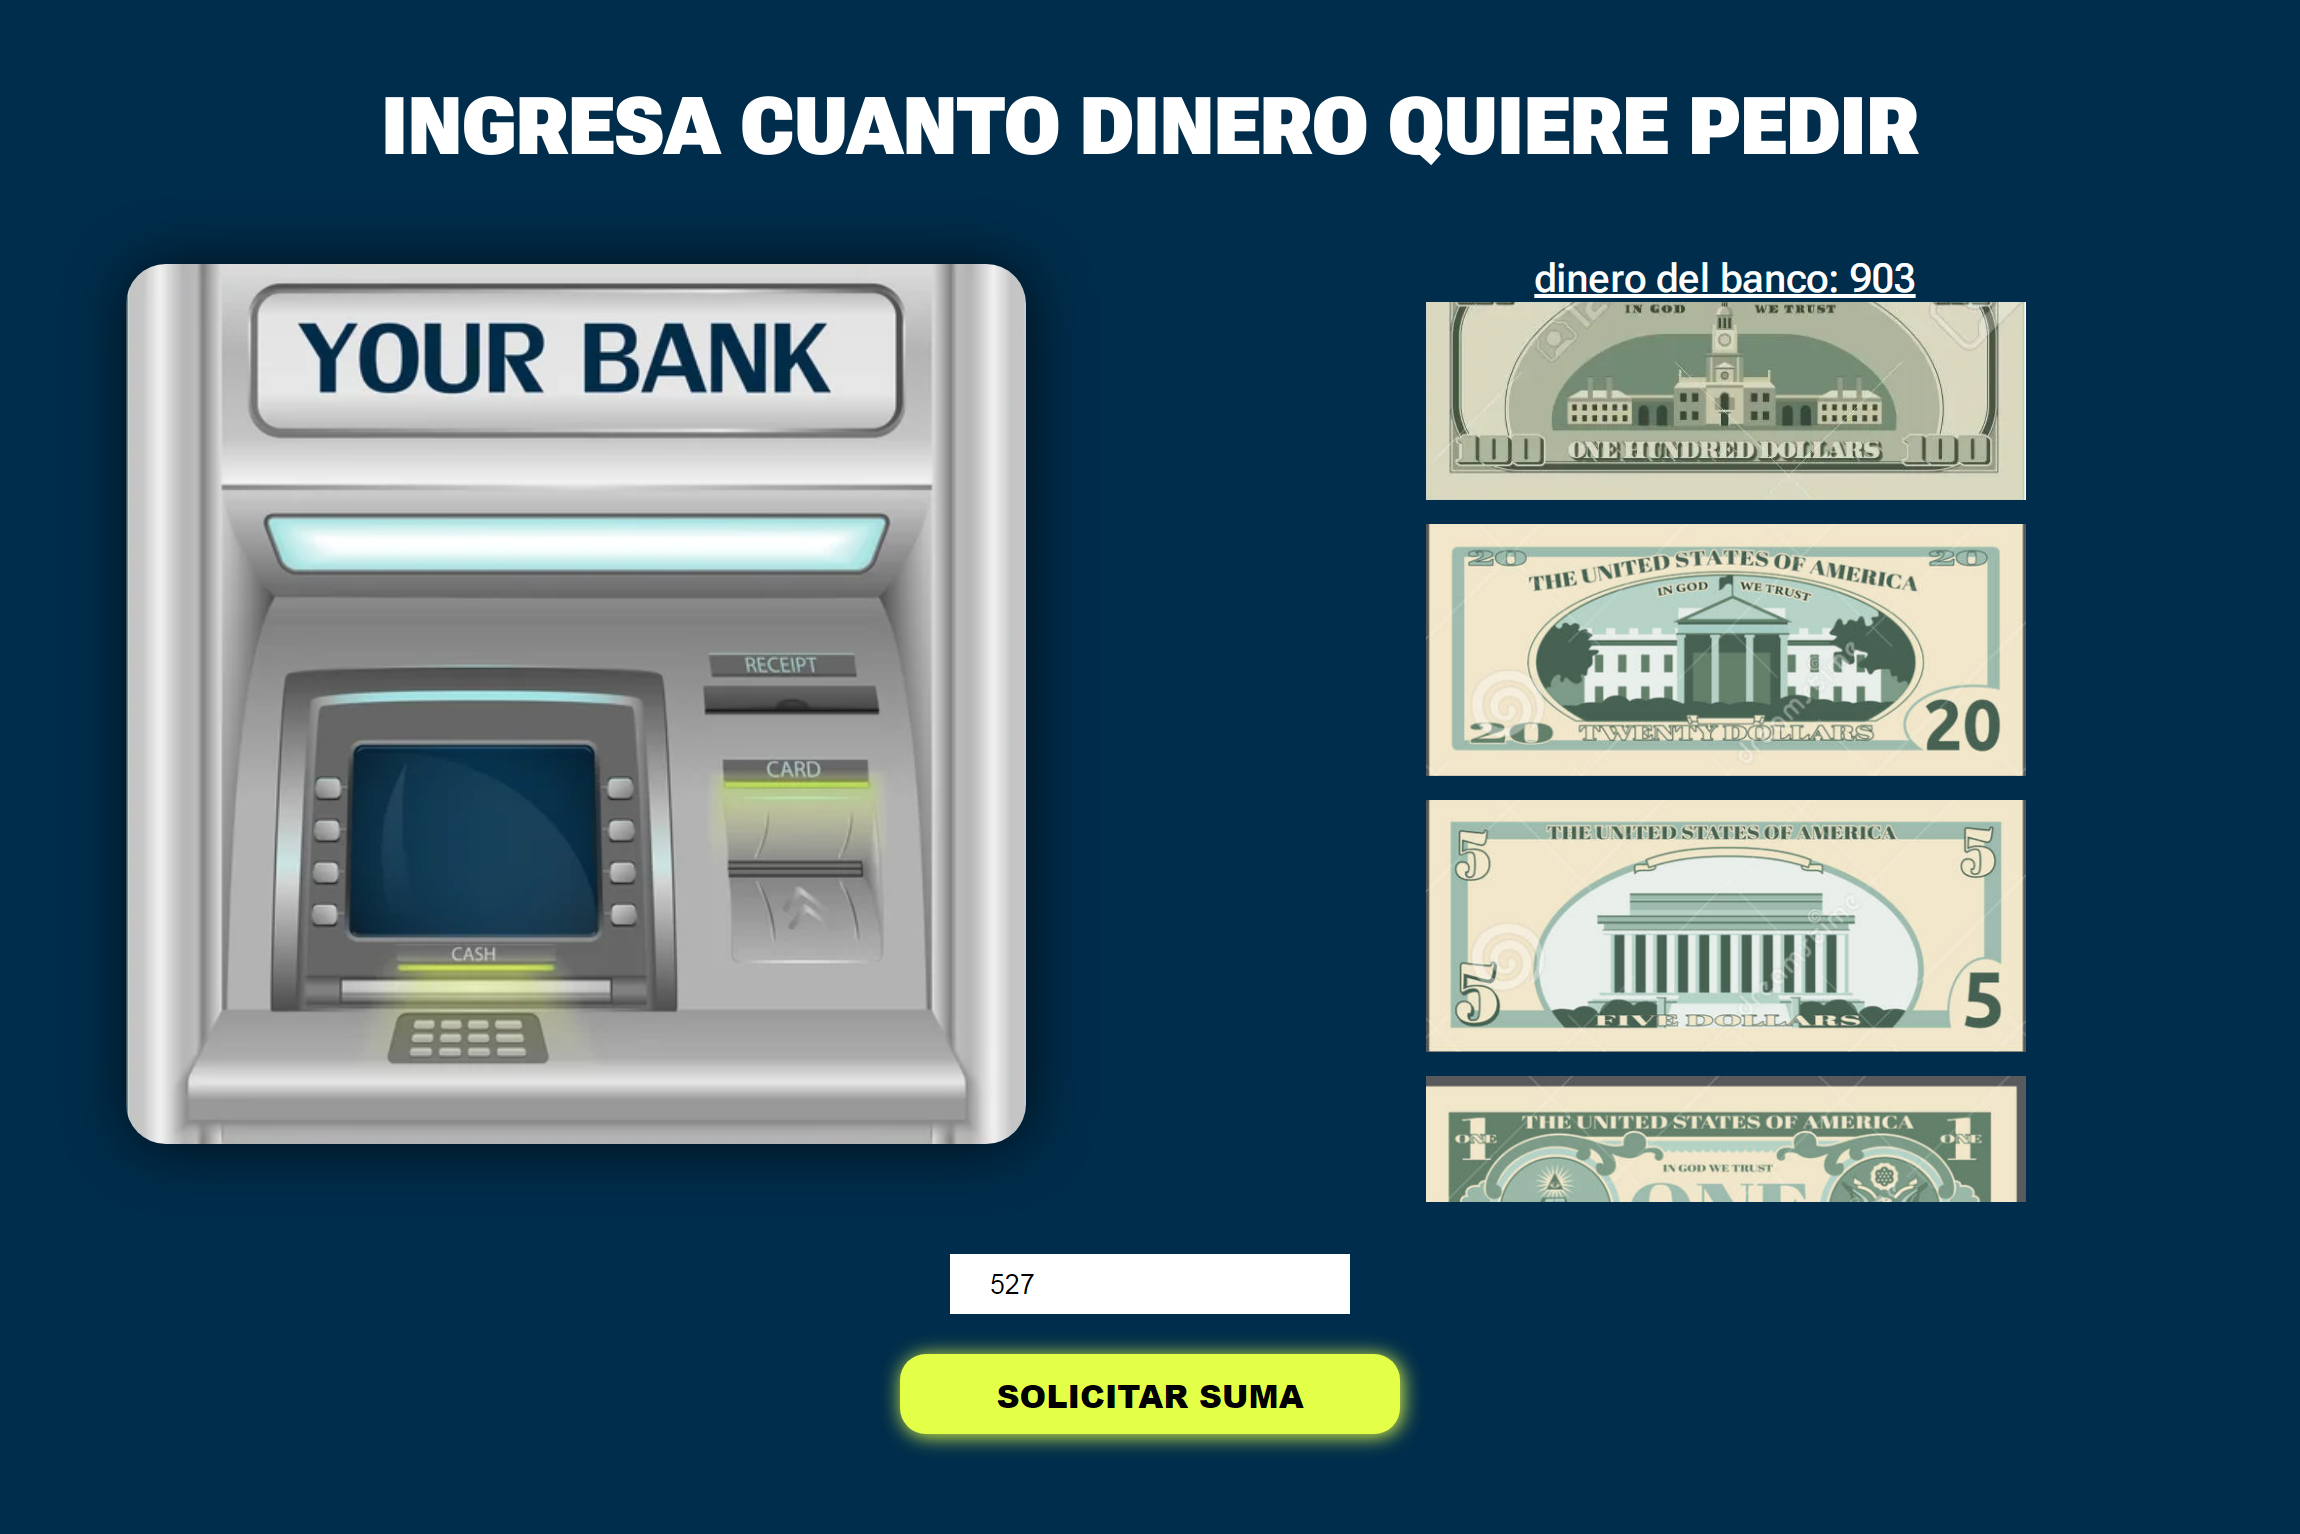 INGRESA CUANTO DINERO QUIERE PEDIR
YOUR BANK
RECEIPT
CARD
CASH
dinero del banco: 903
IN GOD WE TRUST
100 ONE HUNDRED DOLLARS 100
20 20
THE UNITED STATES OF AMERICA
IN GOD WE TRUST
20 TWENTY DOLLARS 20
5 THE UNITED STATES OF AMERICA 5
5 FIVE DOLLARS 5
1 THE UNITED STATES OF AMERICA 1
ONE ONE
IN GOD WE TRUST
ONE
527
SOLICITAR SUMA